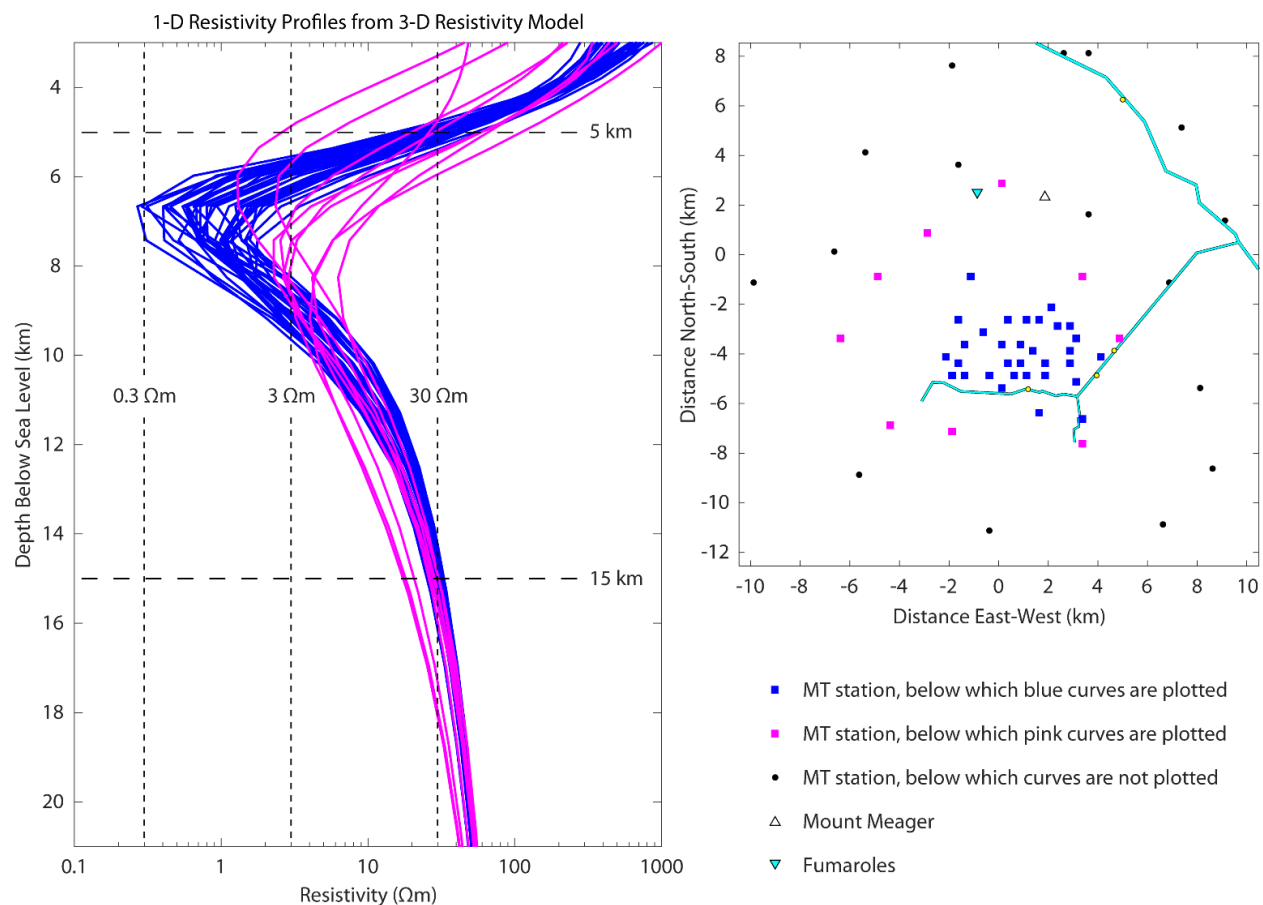 1-D Resistivity Profiles from 3-D Resistivity Model
4
6
8
10
12
14
16
18
20
Depth Below Sea Level (km)
5 km
0.3 Ωm
3 Ωm
30 Ωm
15 km
0.1
1
10
100
1000
Resistivity (Ωm)
8
6
4
2
0
-2
-4
-6
-8
-10
-12
Distance North-South (km)
-10
-8
-6
-4
-2
0
2
4
6
8
10
Distance East-West (km)
MT station, below which blue curves are plotted
MT station, below which pink curves are plotted
MT station, below which curves are not plotted
Mount Meager
Fumaroles